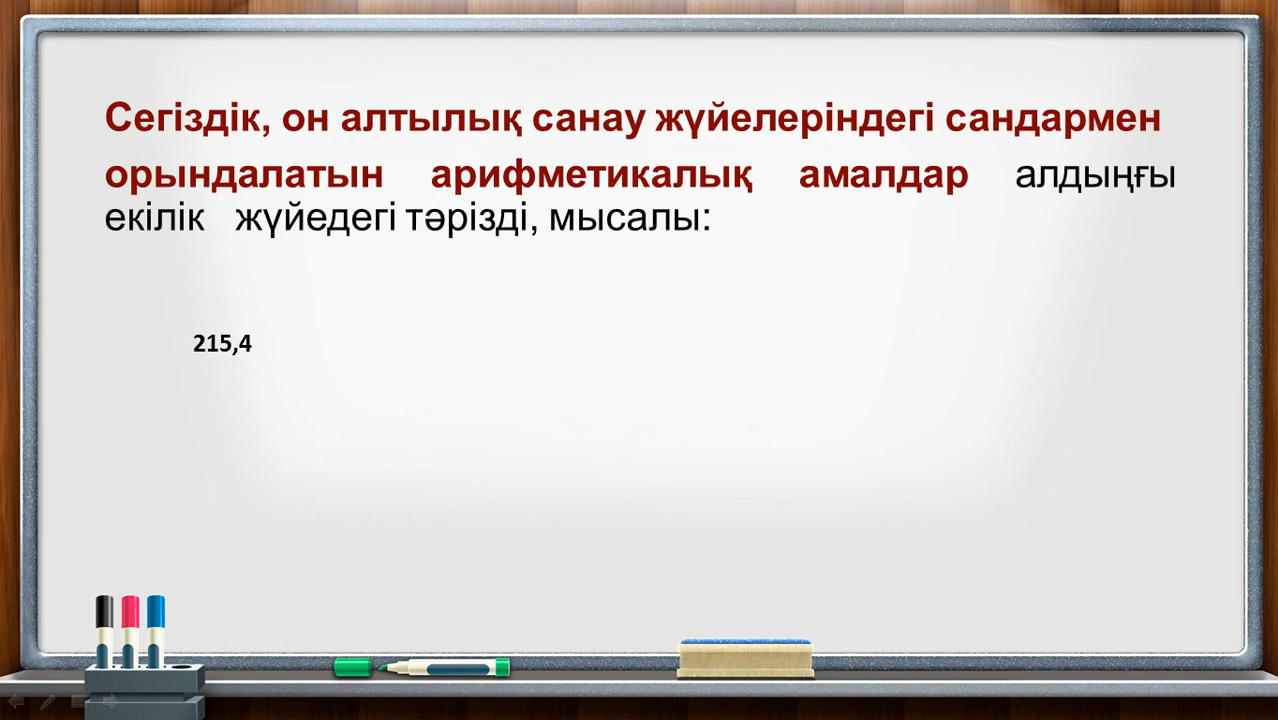 Сегіздік, он алтылық санау жүйелеріндегі сандармен
орындалатын арифметикалық амалдар алдыңғы
екілік жүйедегі тәрізді, мысалы:
215,4